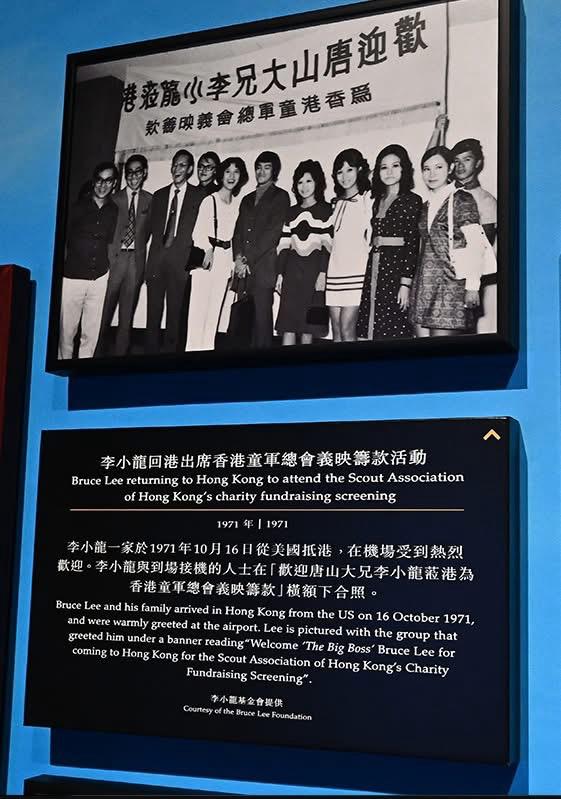 歡迎唐山大兄李小龍蒞港
爲香港童軍總會義映善欵
李小龍回港出席香港童軍總會義映籌款活動
Bruce Lee returning to Hong Kong to attend the Scout Association
of Hong Kong's charity fundraising screening
1971 年 | 1971
李小龍一家於1971年10月16日從美國抵港，在機場受到熱烈
歡迎。李小龍與到場接機的人士在「歡迎唐山大兄李小龍蒞港為
香港童軍總會義映籌款」橫額下合照。
Bruce Lee and his family arrived in Hong Kong from the US on 16 October 1971,
and were warmly greeted at the airport. Lee is pictured with the group that
greeted him under a banner reading“Welcome ‘The Big Boss’ Bruce Lee for
coming to Hong Kong for the Scout Association of Hong Kong's Charity
Fundraising Screening”.
李小龍基金會提供
Courtesy of the Bruce Lee Foundation